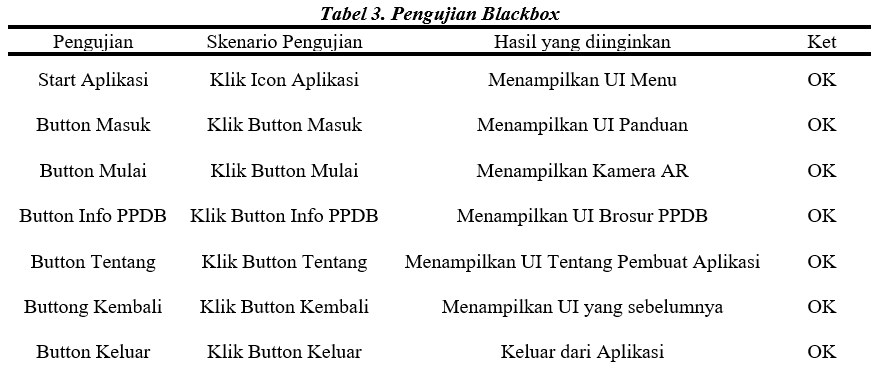 Tabel 3. Pengujian Blackbox
Pengujian Skenario Pengujian Hasil yang diinginkan Ket
Start Aplikasi Klik Icon Aplikasi Menampilkan UI Menu OK
Button Masuk Klik Button Masuk Menampilkan UI Panduan OK
Button Mulai Klik Button Mulai Menampilkan Kamera AR OK
Button Info PPDB Klik Button Info PPDB Menampilkan UI Brosur PPDB OK
Button Tentang Klik Button Tentang Menampilkan UI Tentang Pembuat Aplikasi OK
Buttong Kembali Klik Button Kembali Menampilkan UI yang sebelumnya OK
Button Keluar Klik Button Keluar Keluar dari Aplikasi OK